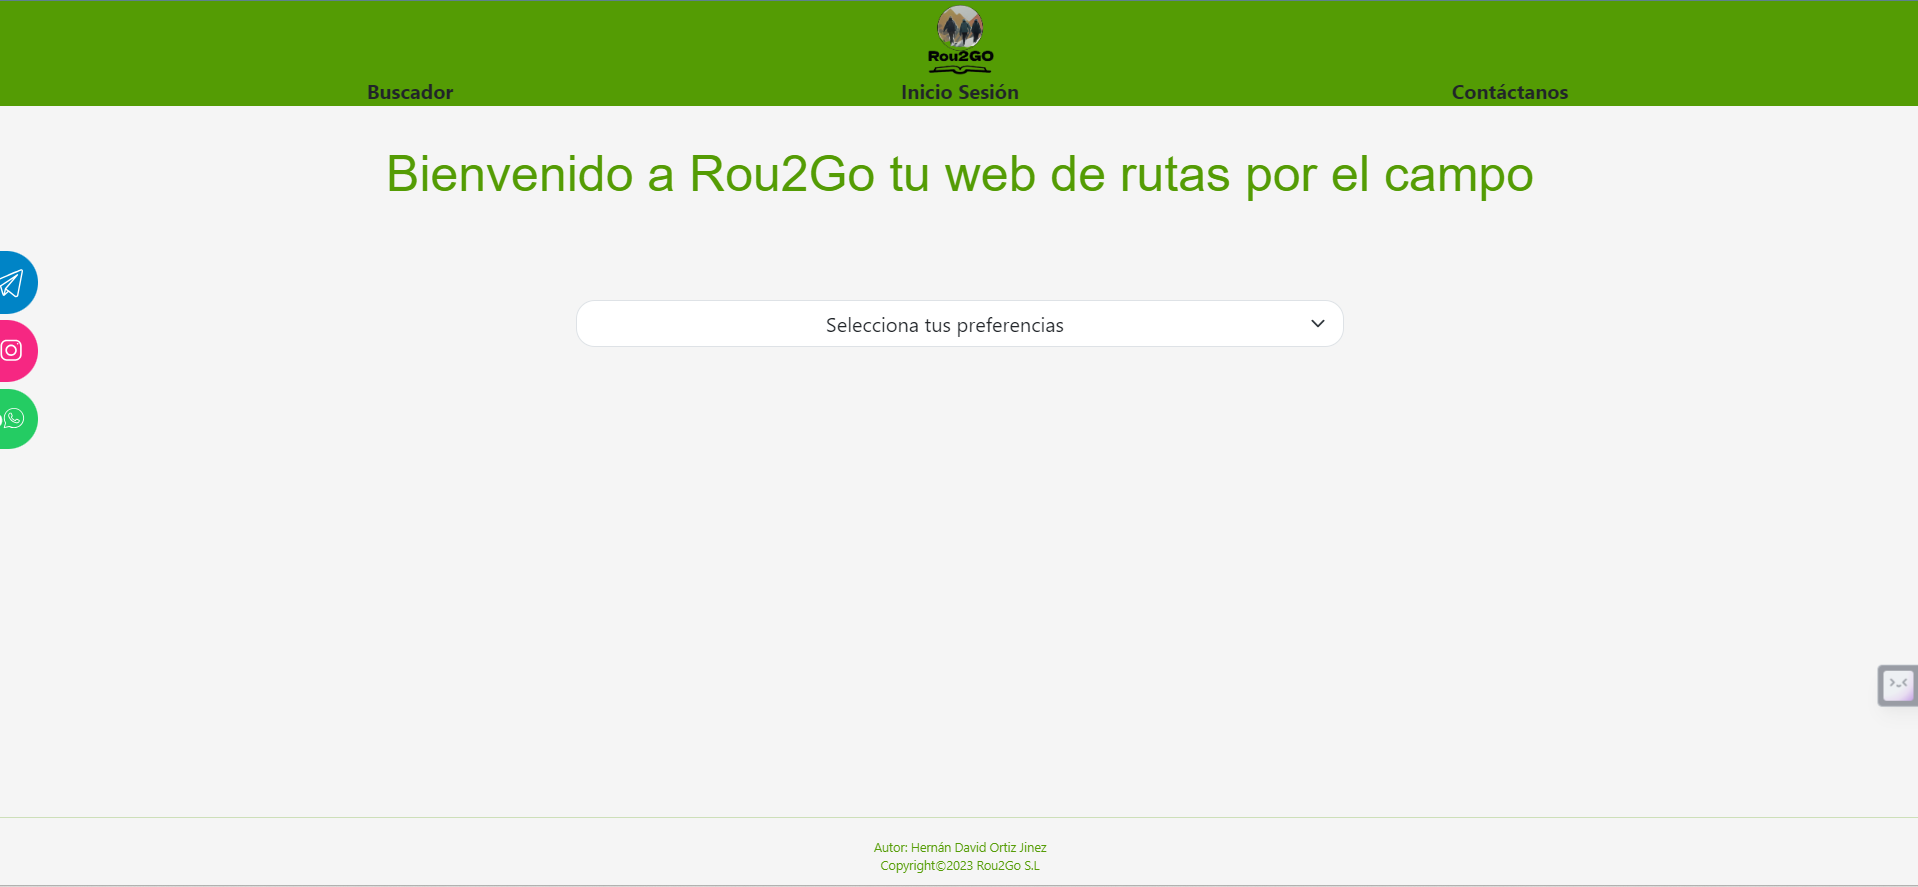 Rou2GO
Buscador Inicio Sesión Contáctanos
Bienvenido a Rou2Go tu web de rutas por el campo
Selecciona tus preferencias
Autor: Hernán David Ortiz Jinez
Copyright©2023 Rou2Go S.L